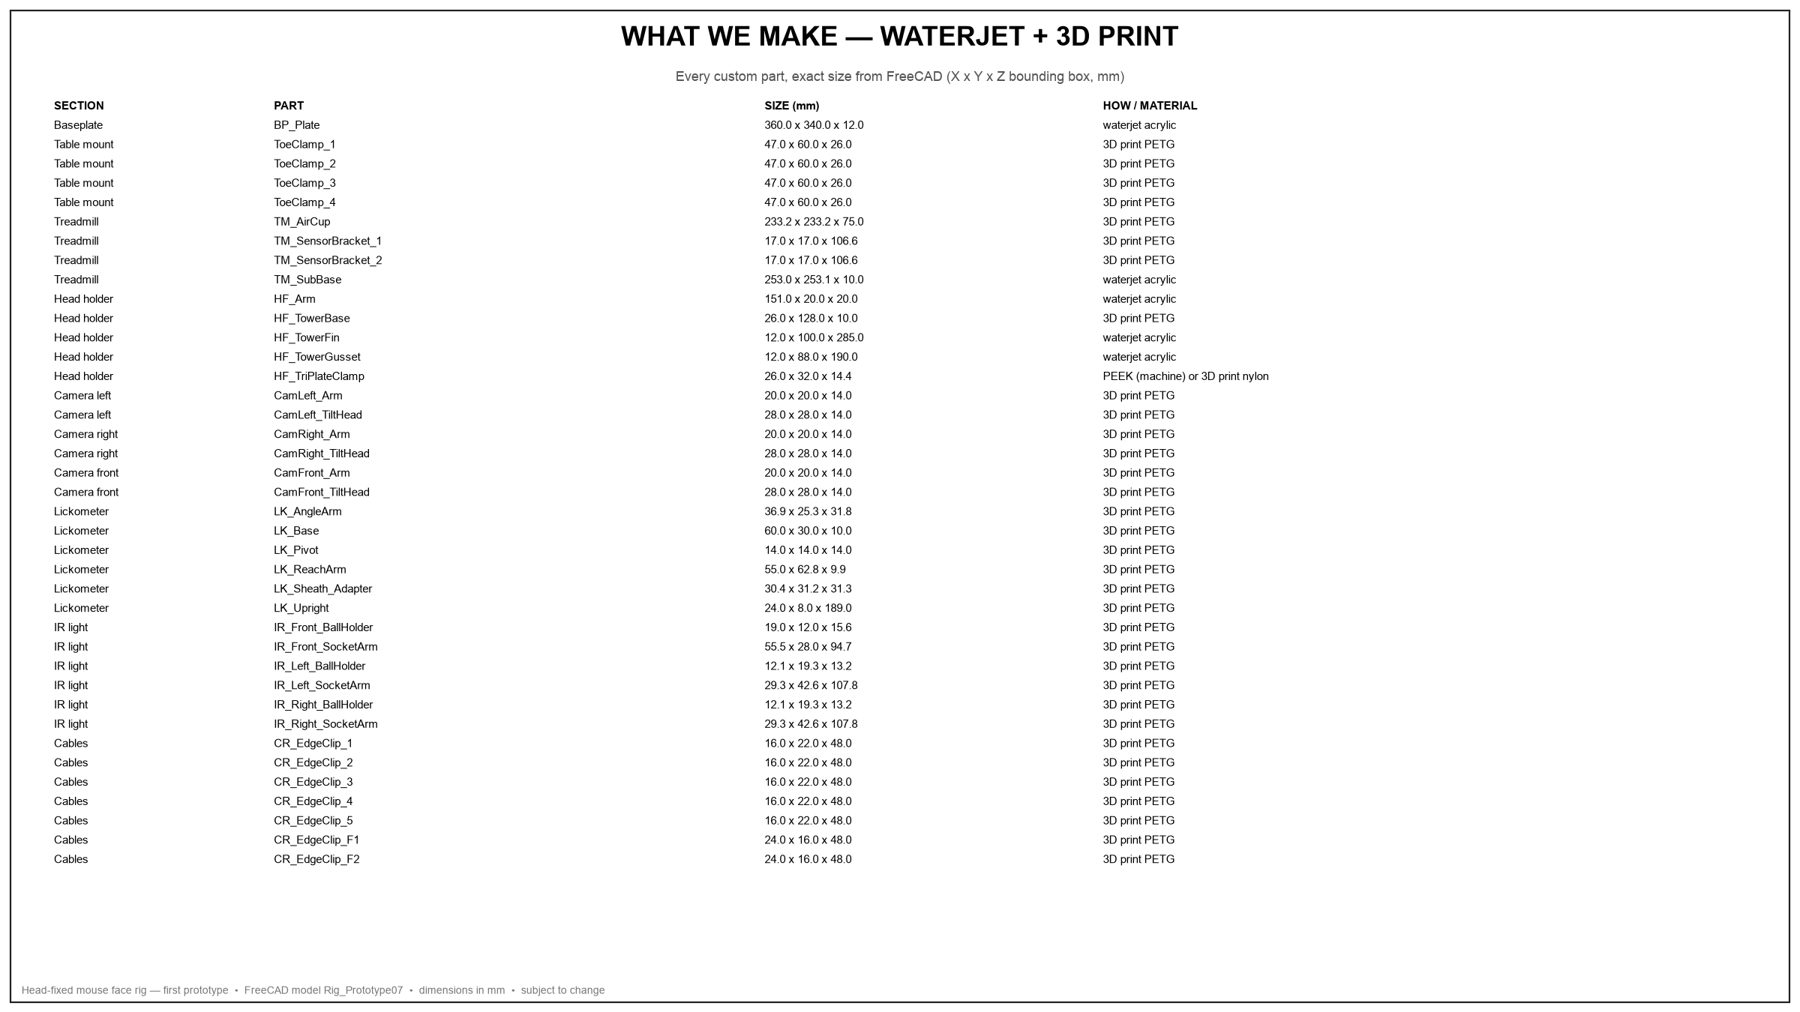 WHAT WE MAKE — WATERJET + 3D PRINT
Every custom part, exact size from FreeCAD (X x Y x Z bounding box, mm)
SECTION PART SIZE (mm) HOW / MATERIAL
Baseplate BP_Plate 360.0 x 340.0 x 12.0 waterjet acrylic
Table mount ToeClamp_1 47.0 x 60.0 x 26.0 3D print PETG
Table mount ToeClamp_2 47.0 x 60.0 x 26.0 3D print PETG
Table mount ToeClamp_3 47.0 x 60.0 x 26.0 3D print PETG
Table mount ToeClamp_4 47.0 x 60.0 x 26.0 3D print PETG
Treadmill TM_AirCup 233.2 x 233.2 x 75.0 3D print PETG
Treadmill TM_SensorBracket_1 17.0 x 17.0 x 106.6 3D print PETG
Treadmill TM_SensorBracket_2 17.0 x 17.0 x 106.6 3D print PETG
Treadmill TM_SubBase 253.0 x 253.1 x 10.0 waterjet acrylic
Head holder HF_Arm 151.0 x 20.0 x 20.0 waterjet acrylic
Head holder HF_TowerBase 26.0 x 128.0 x 10.0 3D print PETG
Head holder HF_TowerFin 12.0 x 100.0 x 285.0 waterjet acrylic
Head holder HF_TowerGusset 12.0 x 88.0 x 190.0 waterjet acrylic
Head holder HF_TriPlateClamp 26.0 x 32.0 x 14.4 PEEK (machine) or 3D print nylon
Camera left CamLeft_Arm 20.0 x 20.0 x 14.0 3D print PETG
Camera left CamLeft_TiltHead 28.0 x 28.0 x 14.0 3D print PETG
Camera right CamRight_Arm 20.0 x 20.0 x 14.0 3D print PETG
Camera right CamRight_TiltHead 28.0 x 28.0 x 14.0 3D print PETG
Camera front CamFront_Arm 20.0 x 20.0 x 14.0 3D print PETG
Camera front CamFront_TiltHead 28.0 x 28.0 x 14.0 3D print PETG
Lickometer LK_AngleArm 36.9 x 25.3 x 31.8 3D print PETG
Lickometer LK_Base 60.0 x 30.0 x 10.0 3D print PETG
Lickometer LK_Pivot 14.0 x 14.0 x 14.0 3D print PETG
Lickometer LK_ReachArm 55.0 x 62.8 x 9.9 3D print PETG
Lickometer LK_Sheath_Adapter 30.4 x 31.2 x 31.3 3D print PETG
Lickometer LK_Upright 24.0 x 8.0 x 189.0 3D print PETG
IR light IR_Front_BallHolder 19.0 x 12.0 x 15.6 3D print PETG
IR light IR_Front_SocketArm 55.5 x 28.0 x 94.7 3D print PETG
IR light IR_Left_BallHolder 12.1 x 19.3 x 13.2 3D print PETG
IR light IR_Left_SocketArm 29.3 x 42.6 x 107.8 3D print PETG
IR light IR_Right_BallHolder 12.1 x 19.3 x 13.2 3D print PETG
IR light IR_Right_SocketArm 29.3 x 42.6 x 107.8 3D print PETG
Cables CR_EdgeClip_1 16.0 x 22.0 x 48.0 3D print PETG
Cables CR_EdgeClip_2 16.0 x 22.0 x 48.0 3D print PETG
Cables CR_EdgeClip_3 16.0 x 22.0 x 48.0 3D print PETG
Cables CR_EdgeClip_4 16.0 x 22.0 x 48.0 3D print PETG
Cables CR_EdgeClip_5 16.0 x 22.0 x 48.0 3D print PETG
Cables CR_EdgeClip_F1 24.0 x 16.0 x 48.0 3D print PETG
Cables CR_EdgeClip_F2 24.0 x 16.0 x 48.0 3D print PETG
Head-fixed mouse face rig — first prototype • FreeCAD model Rig_Prototype07 • dimensions in mm • subject to change